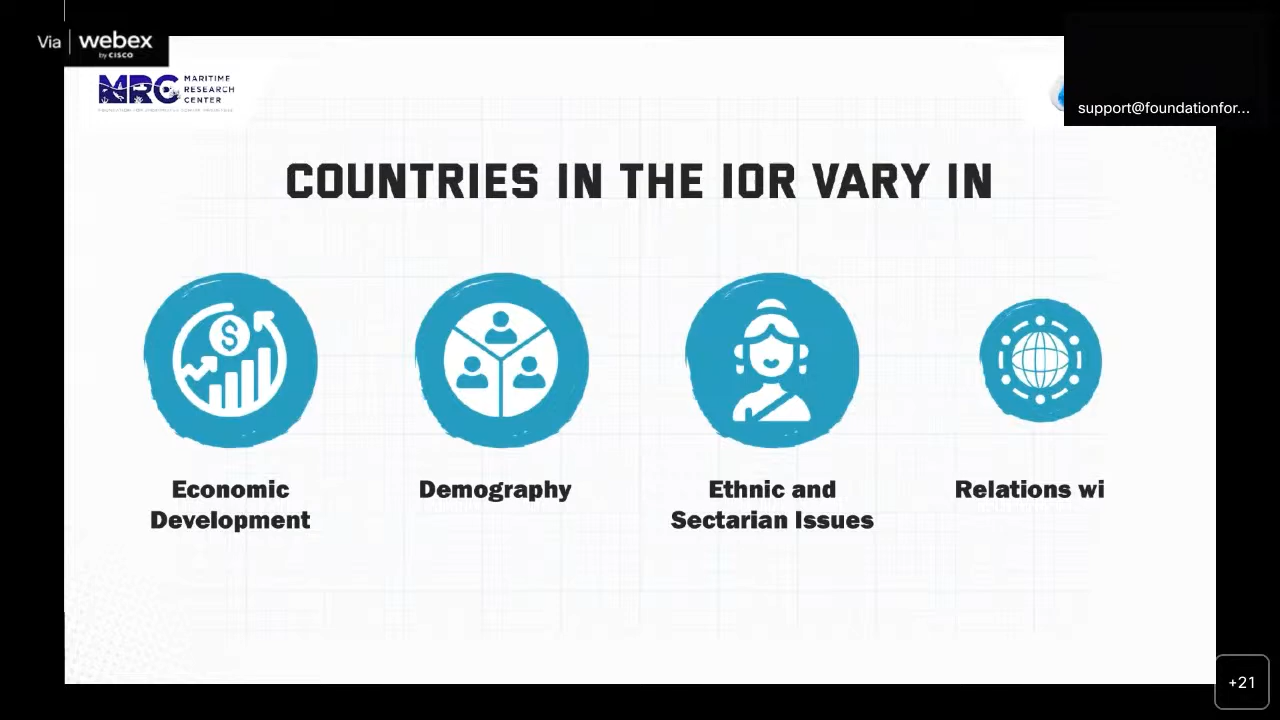 Via webex
by CISCO
MRC MARITIME
RESEARCH
CENTER
support@foundationfor...
COUNTRIES IN THE IOR VARY IN
$
Economic
Development
Demography
Ethnic and
Sectarian Issues
Relations wi
+21